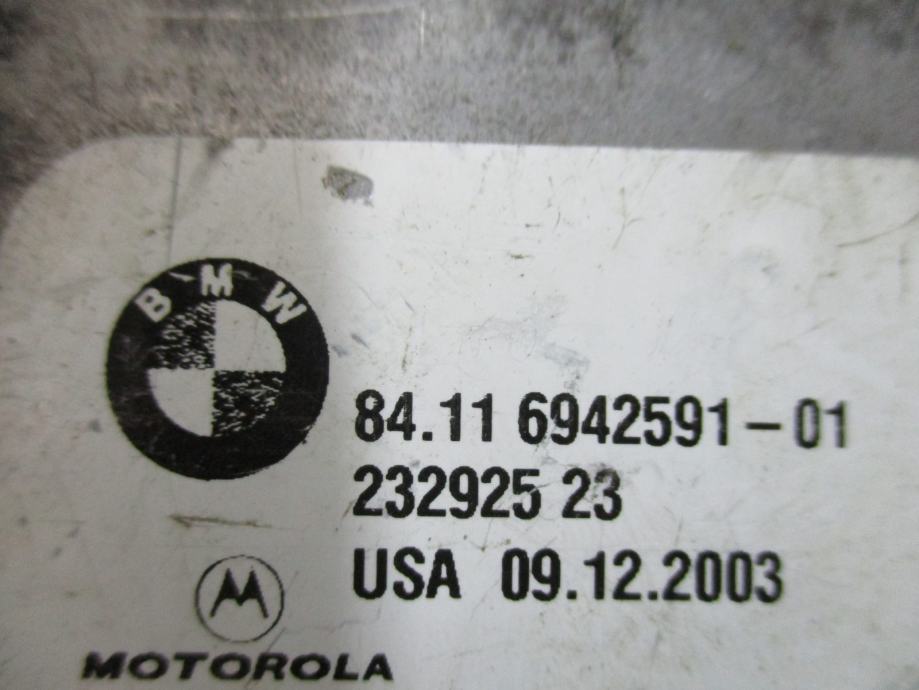 BMW
84.11 6942591-01
232925 23
USA 09.12.2003
MOTOROLA